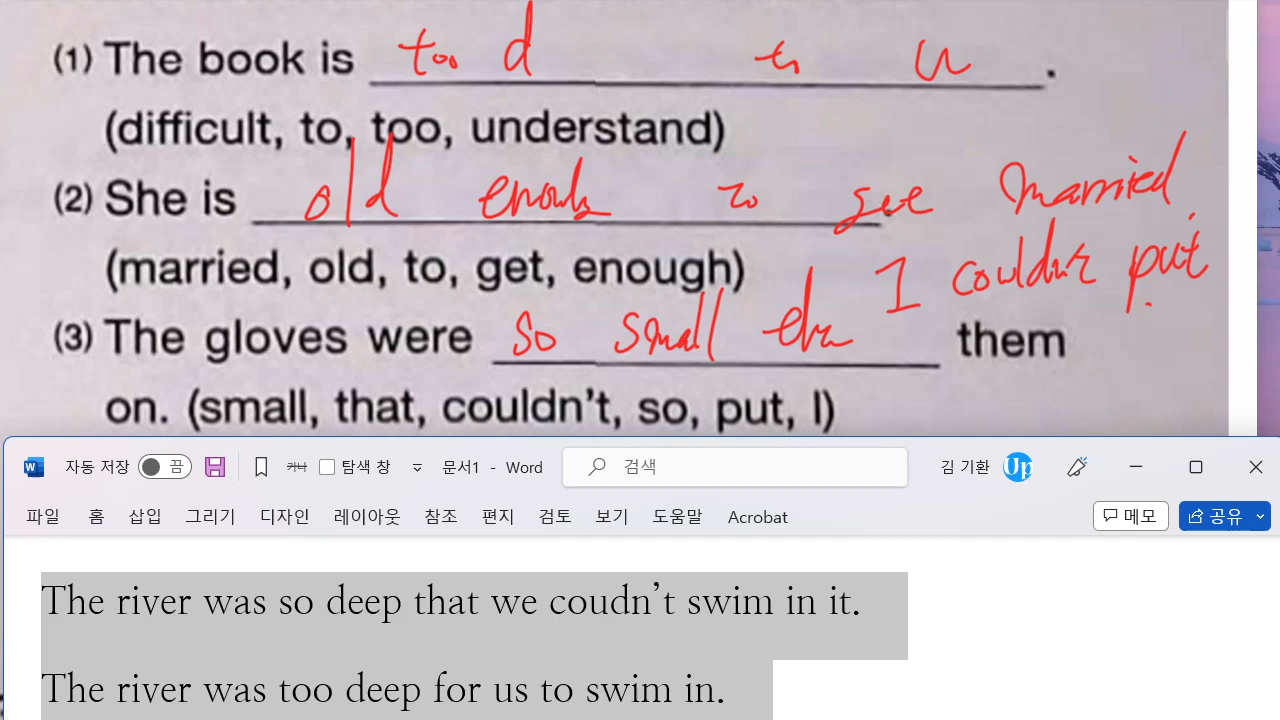 (1) The book is too d to u .
(difficult, to, too, understand)
(2) She is old enough to get married.
(married, old, to, get, enough)
I couldn't put
(3) The gloves were so small that them
on. (small, that, couldn't, so, put, I)
자동 저장 끔 가나 탐색 창 문서1 - Word 검색 김 기환 Up
파일 홈 삽입 그리기 디자인 레이아웃 참조 편지 검토 보기 도움말 Acrobat 메모 공유
The river was so deep that we coudn't swim in it.
The river was too deep for us to swim in.